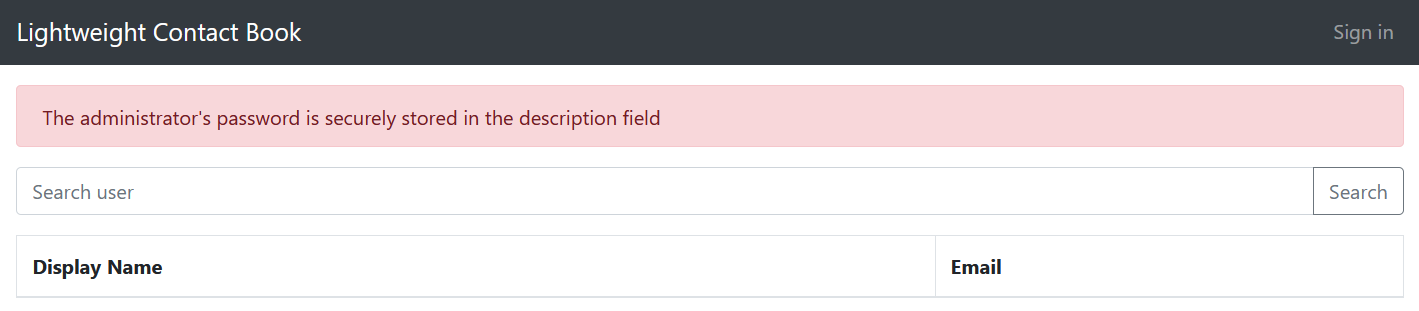 Lightweight Contact Book
Sign in
The administrator's password is securely stored in the description field
Search user
Search
Display Name
Email